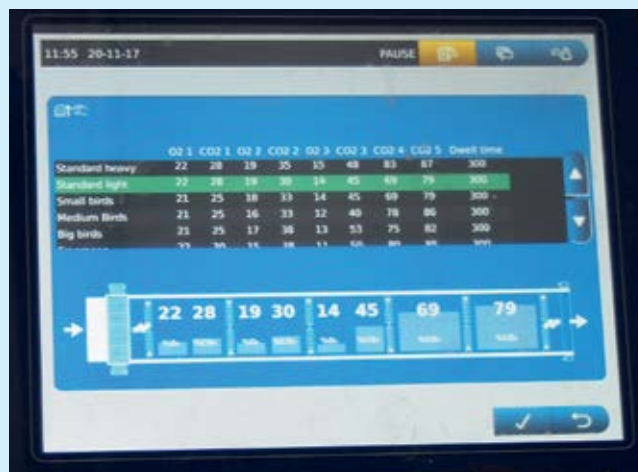 11:55 20-11-17 PAUSE
O2 1 CO2 1 O2 2 CO2 2 O2 3 CO2 3 CO2 4 CO2 5 Dwell time
Standard heavy 22 28 19 35 15 48 83 87 300
Standard light 22 28 19 30 14 45 69 79 300
Small birds 21 25 18 33 14 45 69 79 300
Medium Birds 21 25 16 33 12 40 78 86 300
Big birds 21 25 17 38 13 53 75 82 300
22 28 19 30 14 45 69 79